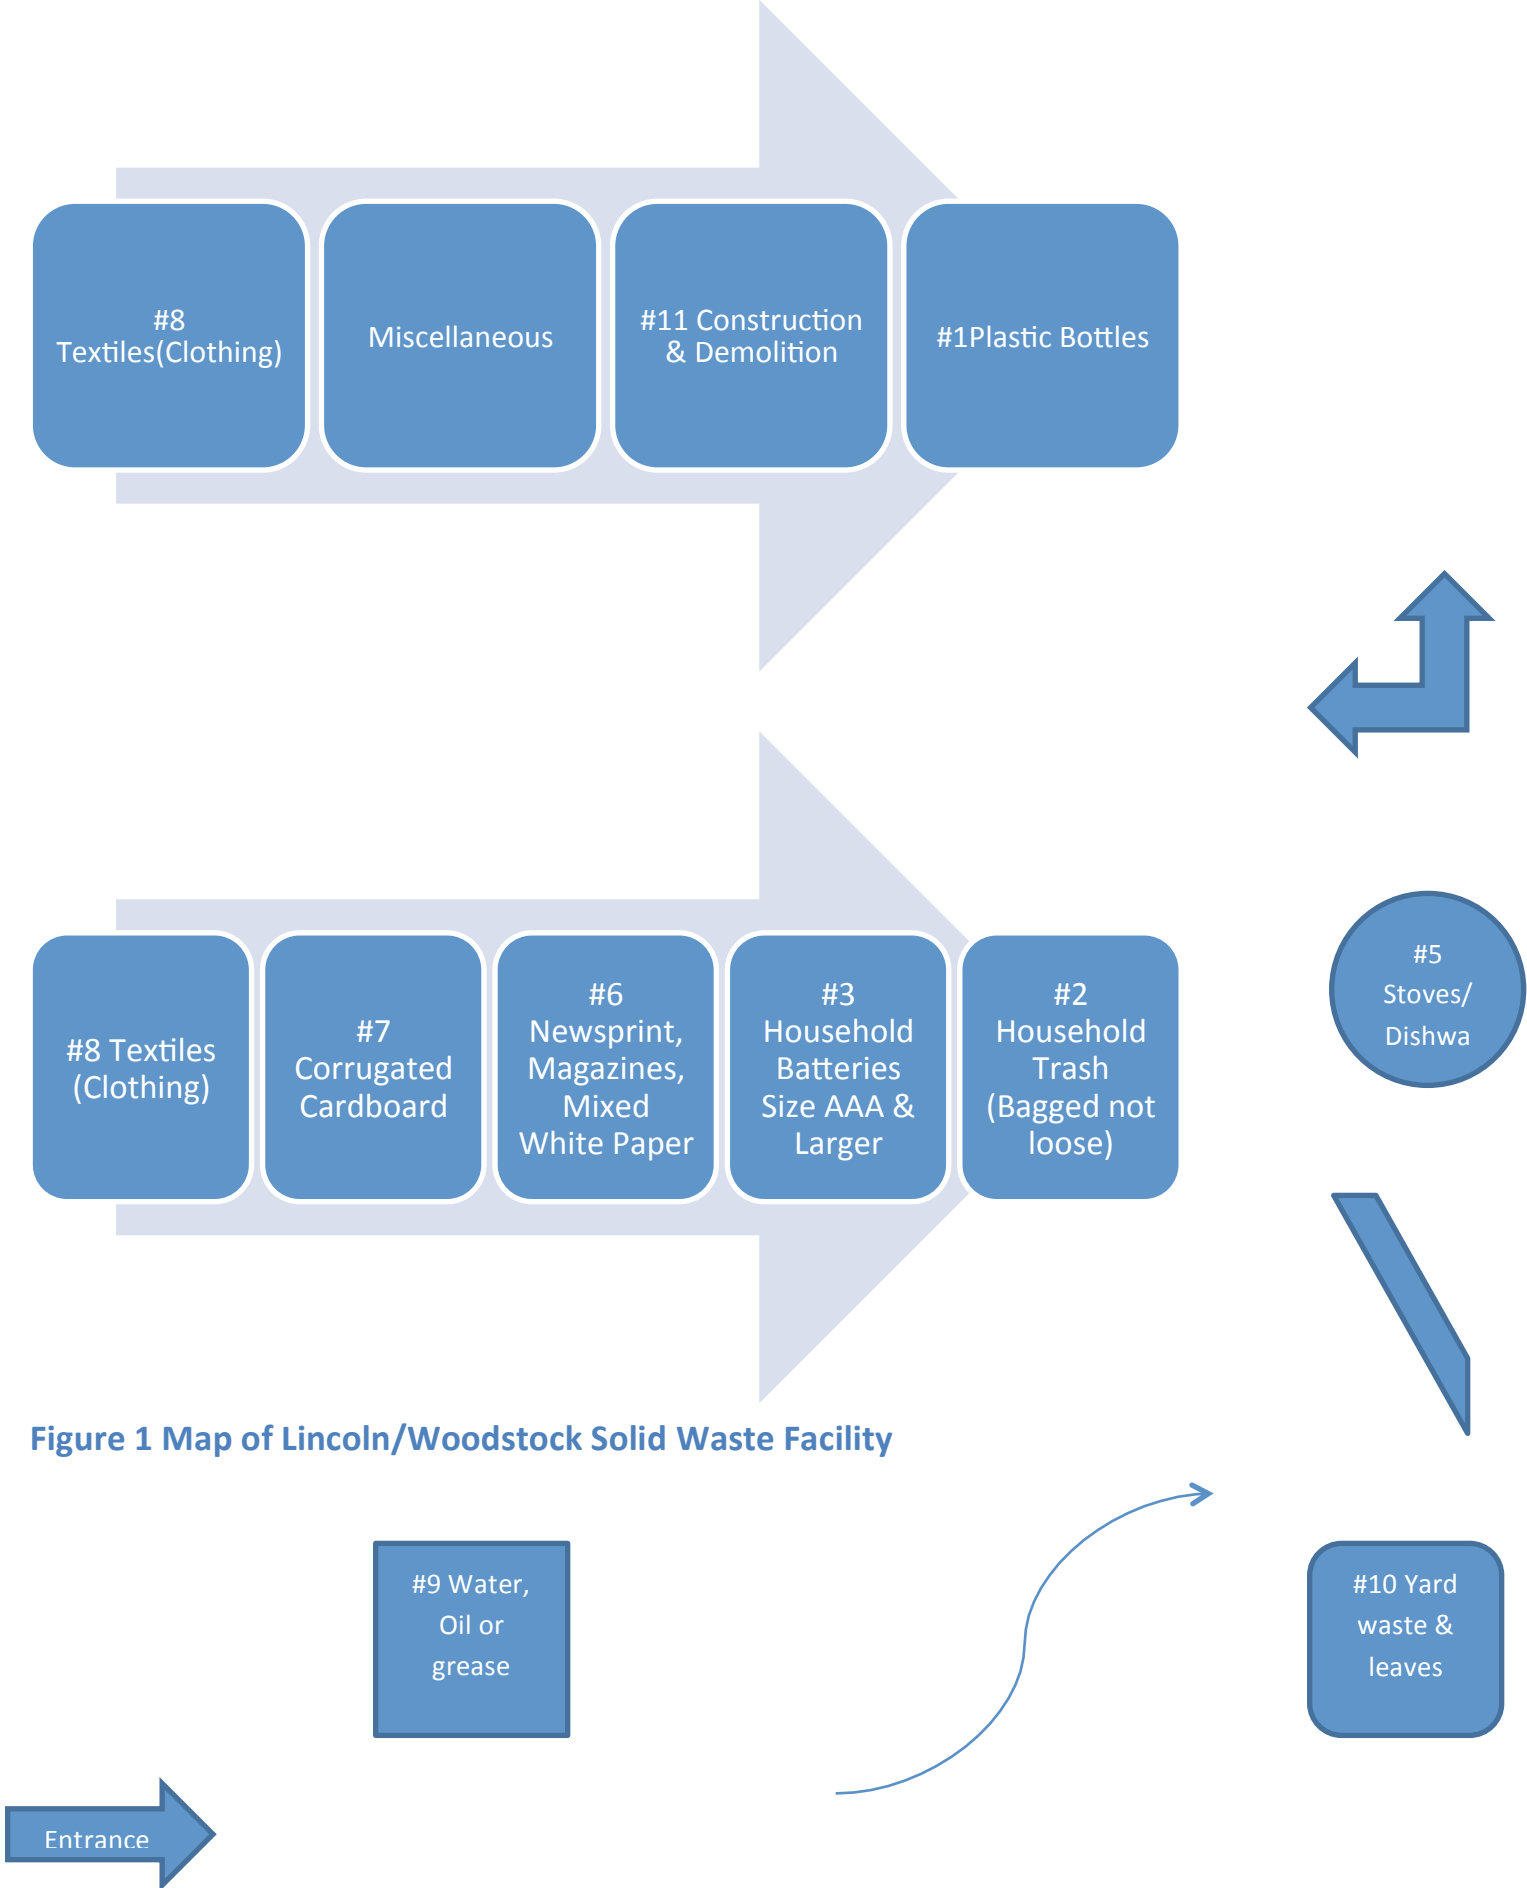 #8
Textiles(Clothing)
Miscellaneous
#11 Construction
& Demolition
#1Plastic Bottles
#8 Textiles
(Clothing)
#7
Corrugated
Cardboard
#6
Newsprint,
Magazines,
Mixed
White Paper
#3
Household
Batteries
Size AAA &
Larger
#2
Household
Trash
(Bagged not
loose)
#5
Stoves/
Dishwa
Figure 1 Map of Lincoln/Woodstock Solid Waste Facility
#9 Water,
Oil or
grease
#10 Yard
waste &
leaves
Entrance